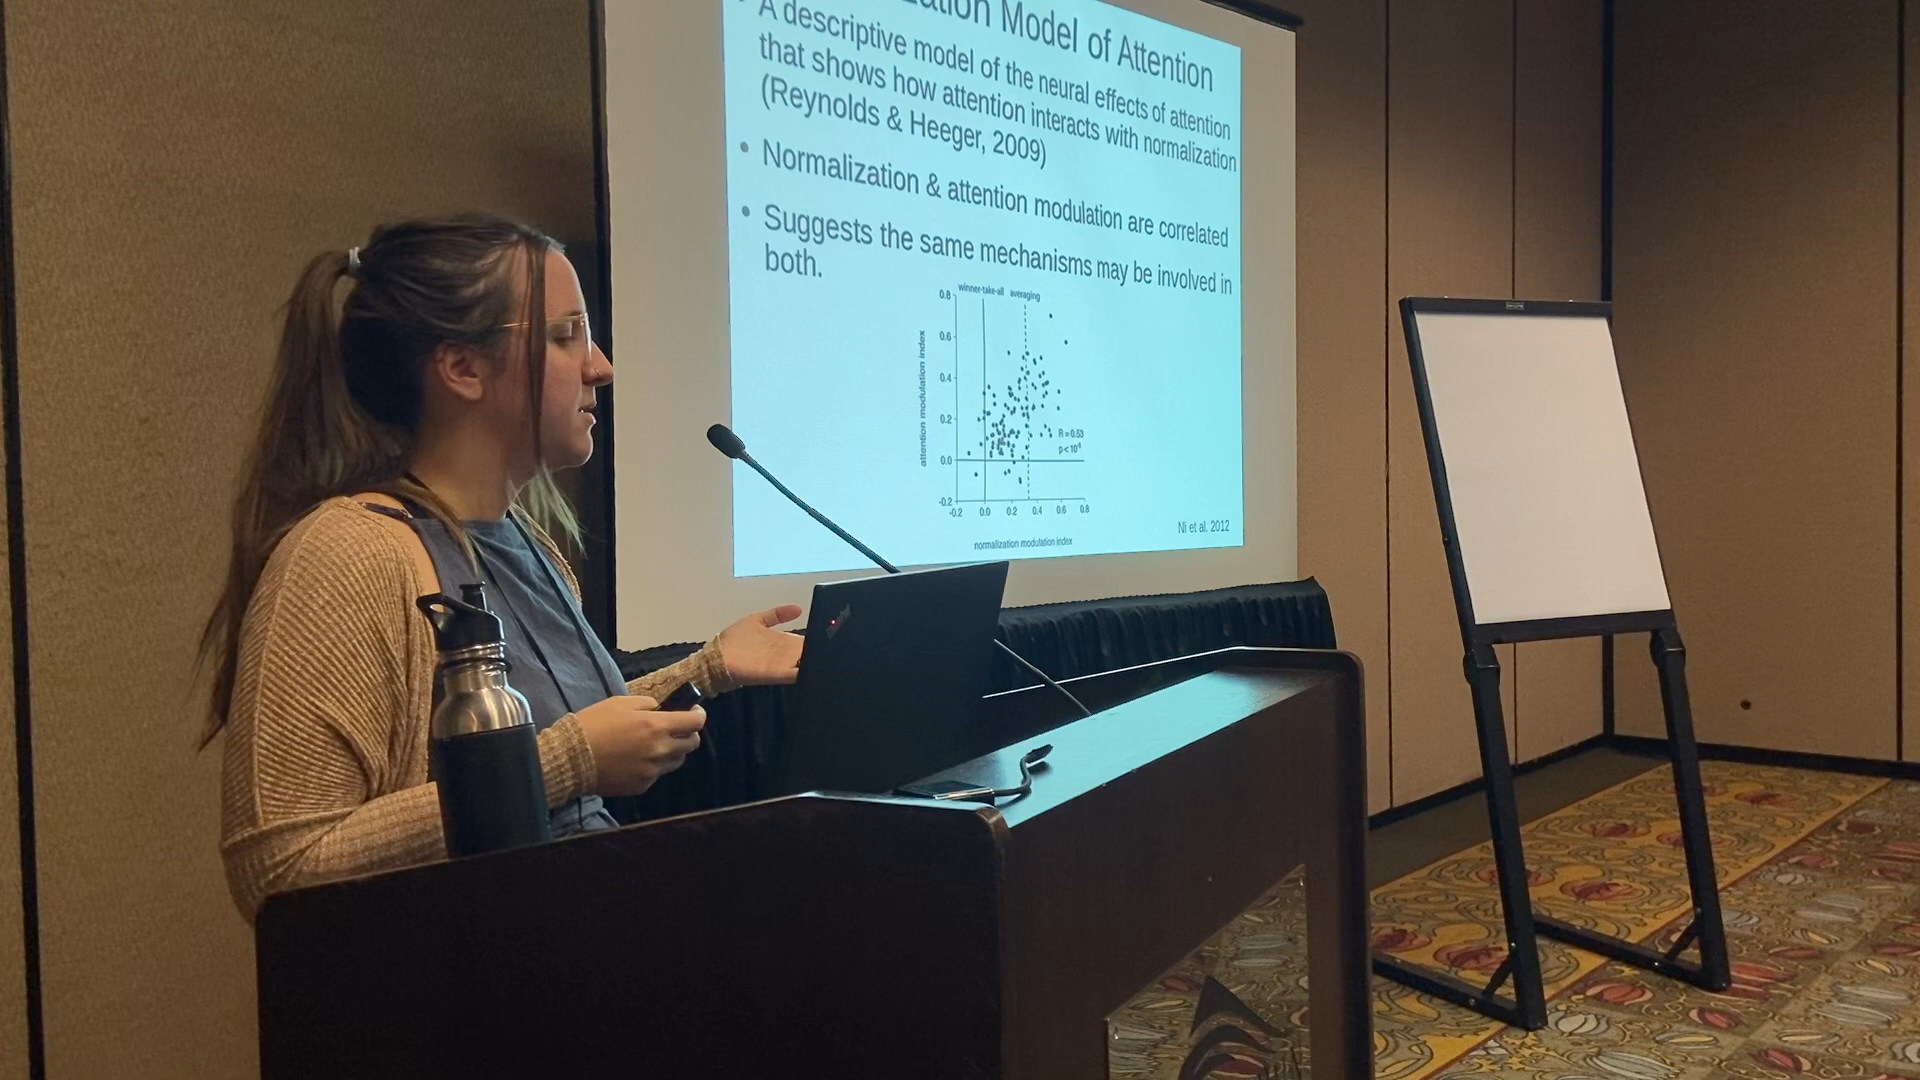 Model of Attention
A descriptive model of the neural effects of attention
that shows how attention interacts with normalization
(Reynolds & Heeger, 2009)
• Normalization & attention modulation are correlated
• Suggests the same mechanisms may be involved in
both.
winner-take-all averaging
0.8
0.6
0.4
0.2
0.0
-0.2
attention modulation index
R = 0.53
p < 10
-0.2 0.0 0.2 0.4 0.6 0.8
normalization modulation index
Ni et al. 2012